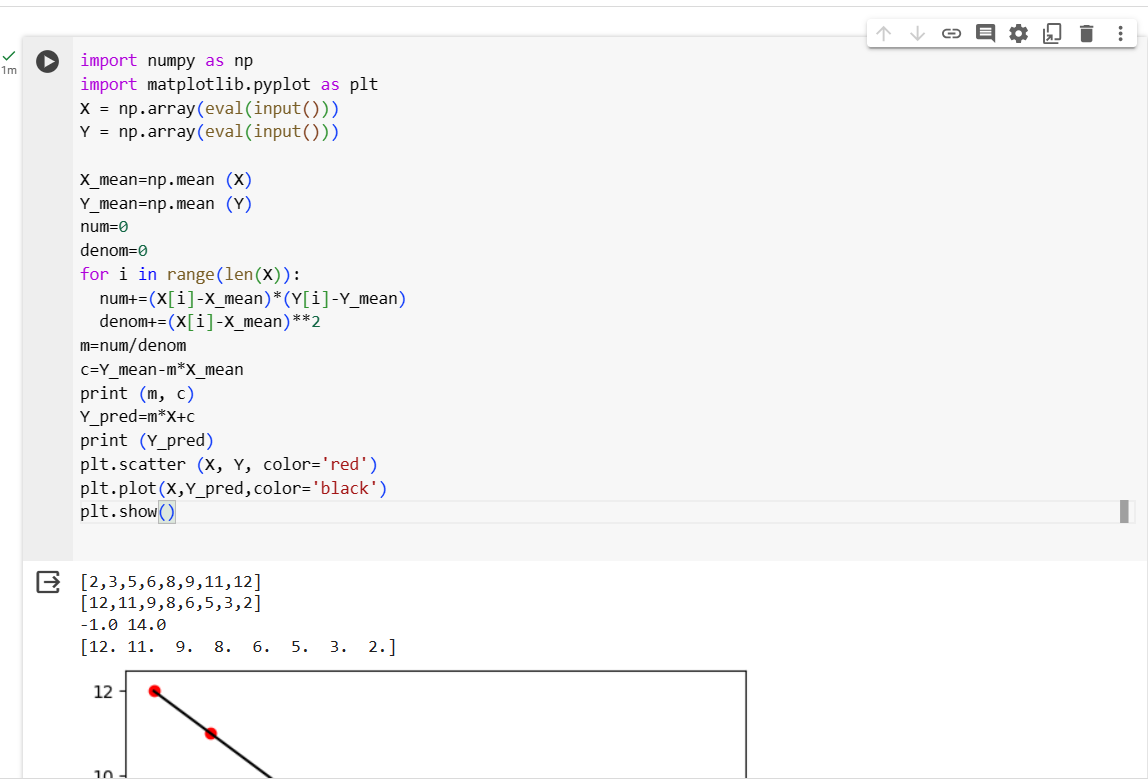 1m
import numpy as np
import matplotlib.pyplot as plt
X = np.array(eval(input()))
Y = np.array(eval(input()))
X_mean=np.mean (X)
Y_mean=np.mean (Y)
num=0
denom=0
for i in range(len(X)):
  num+=(X[i]-X_mean)*(Y[i]-Y_mean)
  denom+=(X[i]-X_mean)**2
m=num/denom
c=Y_mean-m*X_mean
print (m, c)
Y_pred=m*X+c
print (Y_pred)
plt.scatter (X, Y, color='red')
plt.plot(X,Y_pred,color='black')
plt.show()
[2,3,5,6,8,9,11,12]
[12,11,9,8,6,5,3,2]
-1.0 14.0
[12. 11.  9.  8.  6.  5.  3.  2.]
12
10